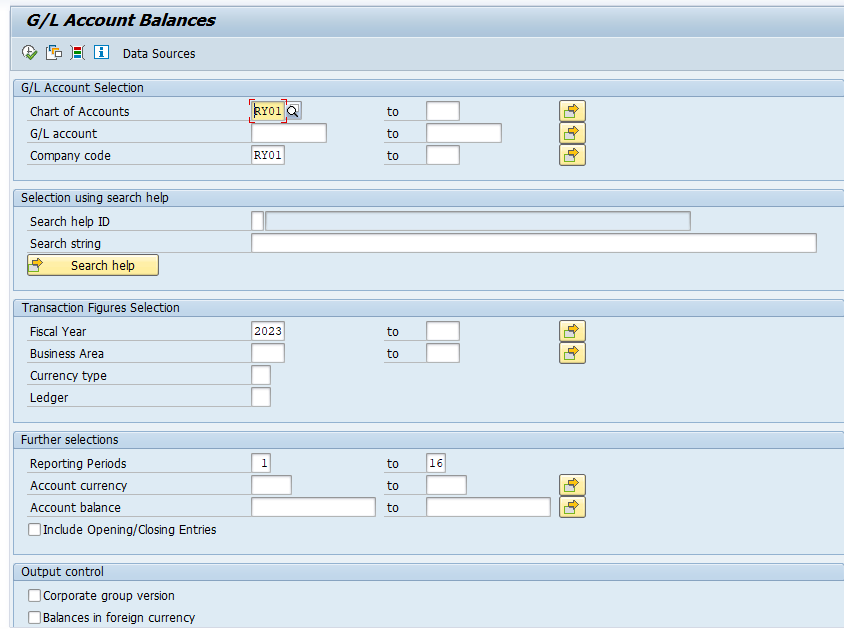 G/L Account Balances
Data Sources
G/L Account Selection
Chart of Accounts RY01 to
G/L account to
Company code RY01 to
Selection using search help
Search help ID
Search string
Search help
Transaction Figures Selection
Fiscal Year 2023 to
Business Area to
Currency type
Ledger
Further selections
Reporting Periods 1 to 16
Account currency to
Account balance to
Include Opening/Closing Entries
Output control
Corporate group version
Balances in foreign currency